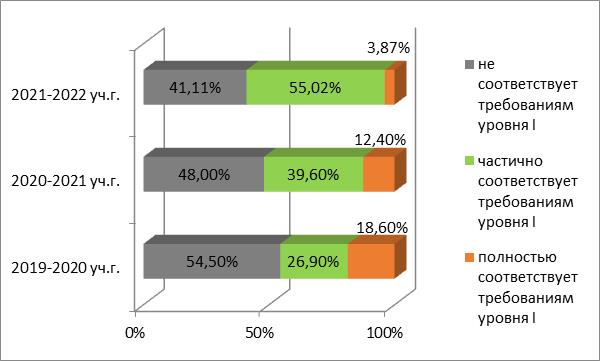 3,87%
2021-2022 уч.г.
41,11% 55,02%
12,40%
2020-2021 уч.г.
48,00% 39,60%
18,60%
2019-2020 уч.г.
54,50% 26,90%
0% 50% 100%
не
соответствует
требованиям
уровня I
частично
соответствует
требованиям
уровня I
полностью
соответствует
требованиям
уровня I